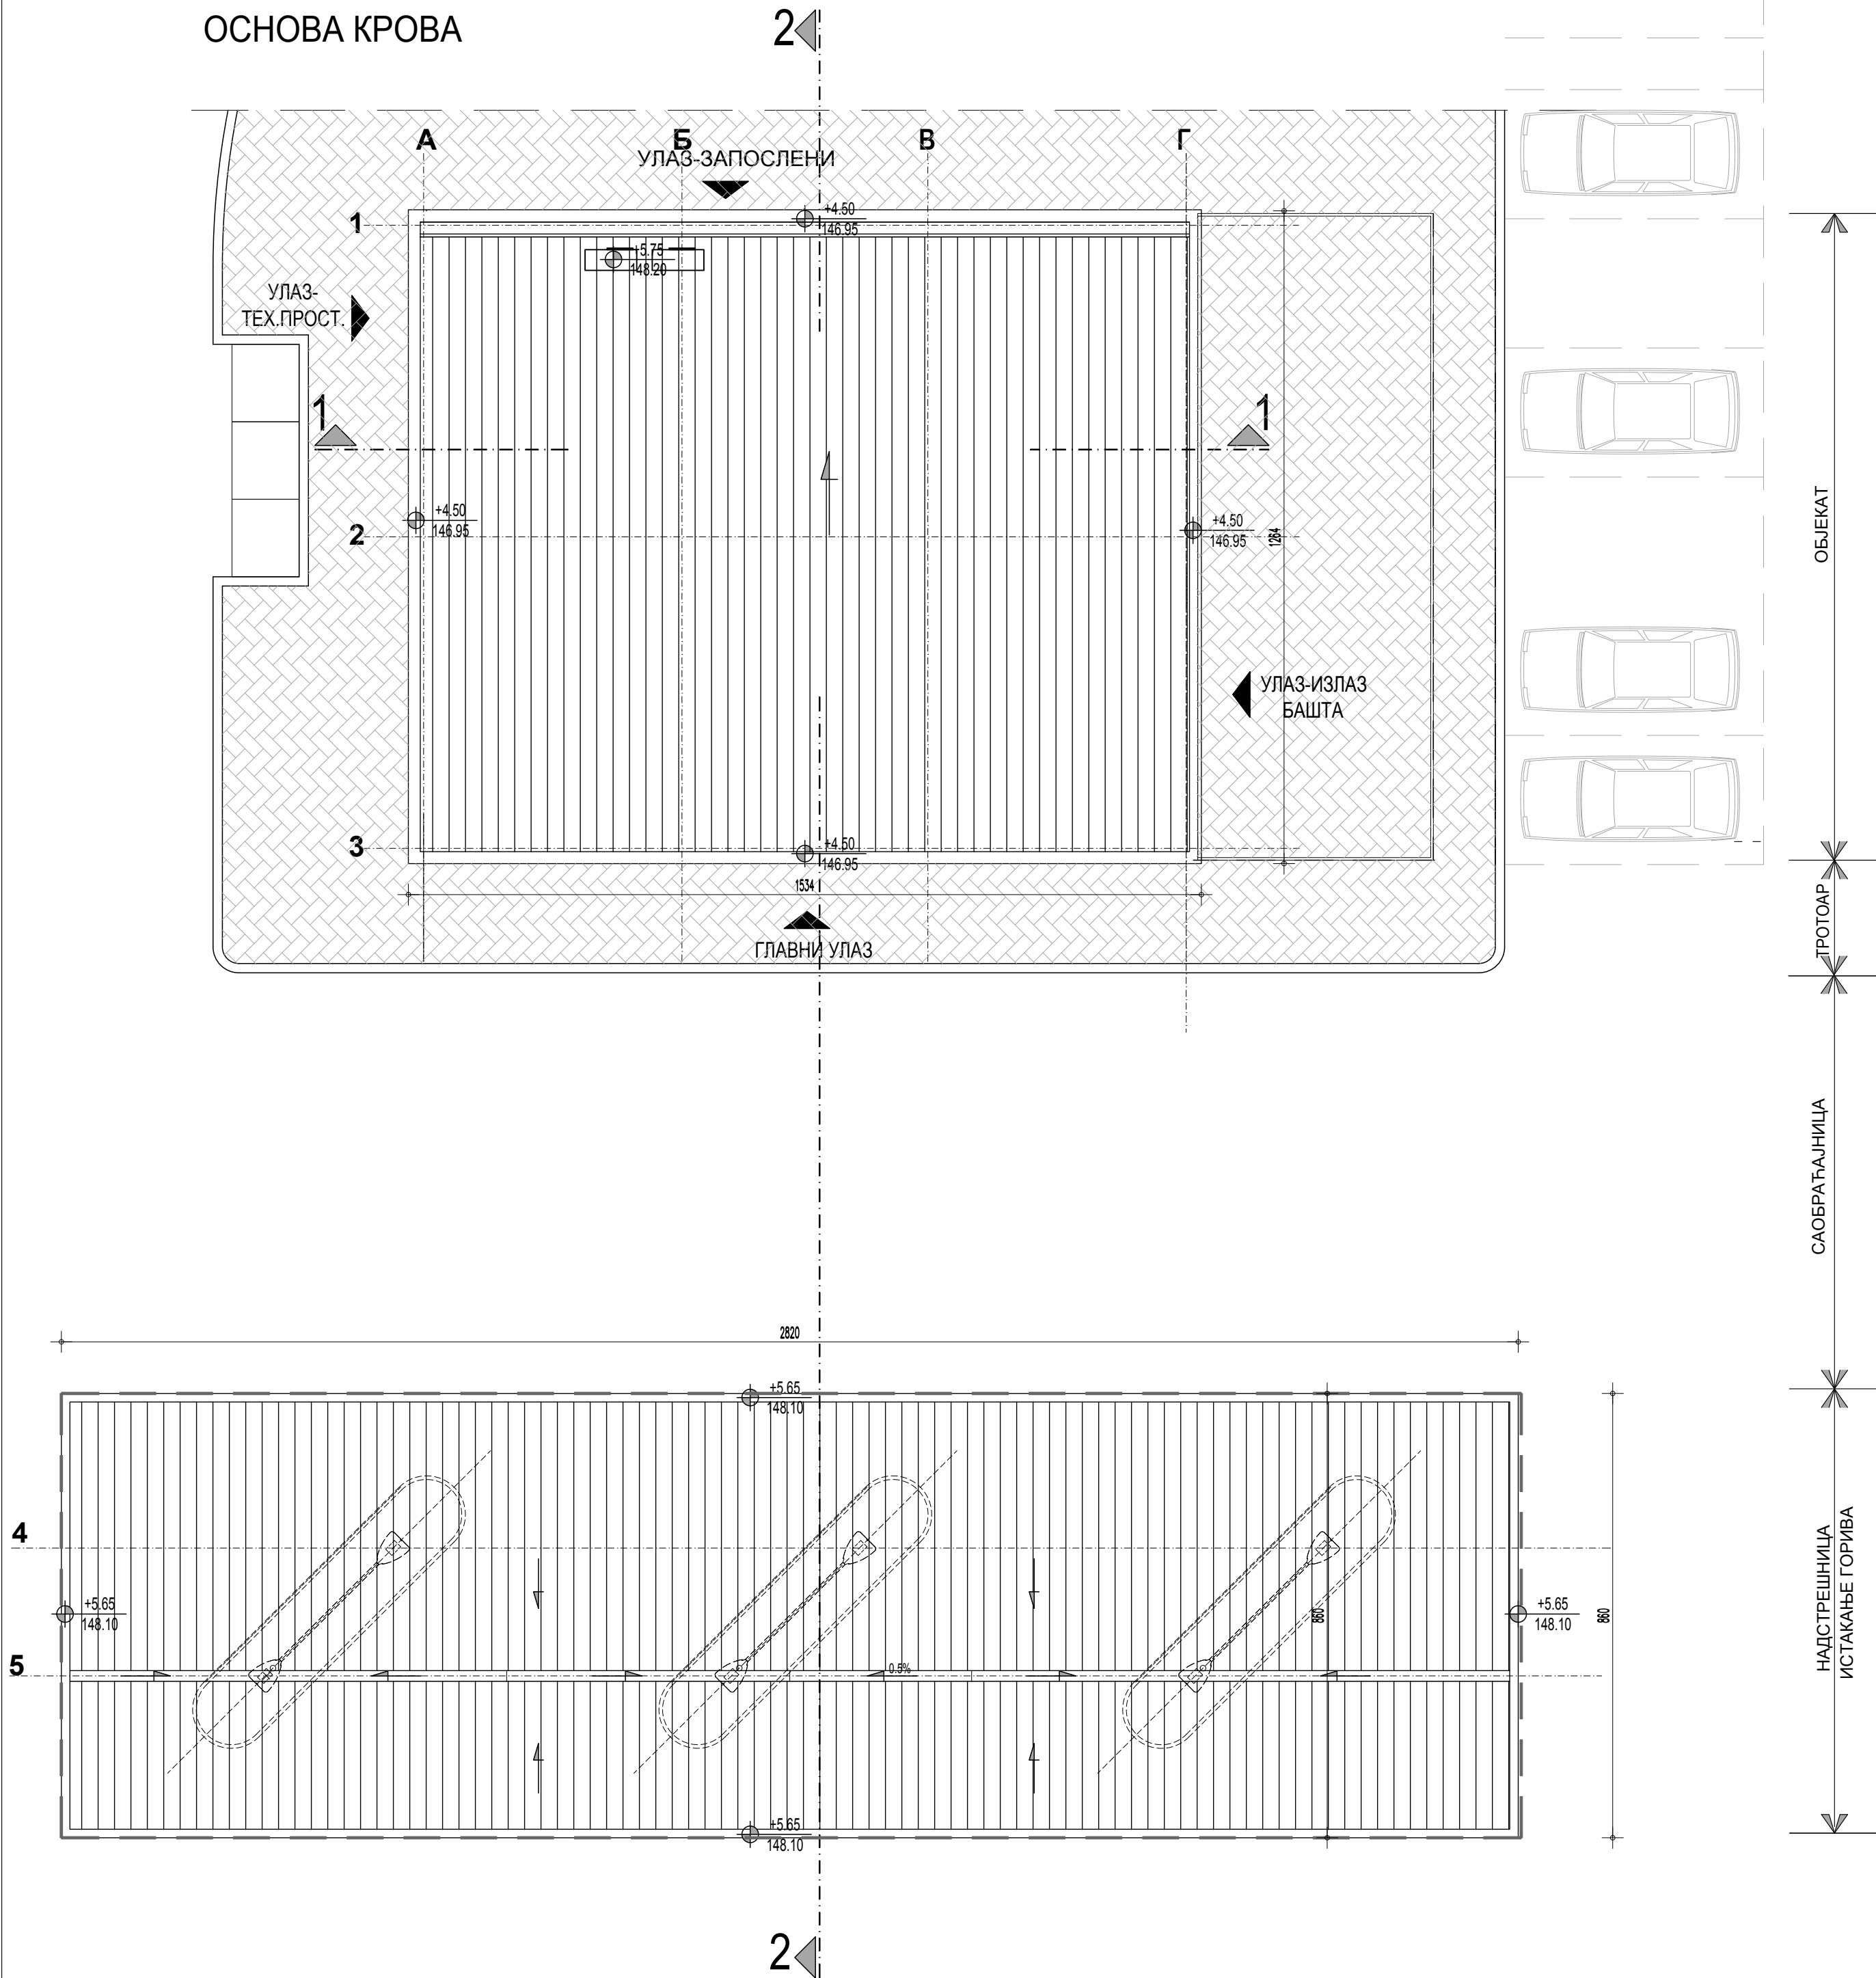 ОСНОВА КРОВА
2
А
Б
В
Г
УЛАЗ-ЗАПОСЛЕНИ
1
+4.50
146.95
+5.75
148.20
УЛАЗ-
ТЕХ.ПРОСТ.
1
1
+4.50
146.95
2
+4.50
146.95
1264
ОБЈЕКАТ
УЛАЗ-ИЗЛАЗ
БАШТА
3
+4.50
146.95
1534
ГЛАВНИ УЛАЗ
ТРОТОАР
САОБРАЋАЈНИЦА
2820
+5.65
148.10
4
+5.65
148.10
860
860
+5.65
148.10
НАДСТРЕШНИЦА
ИСТАКАЊЕ ГОРИВА
5
0.5%
+5.65
148.10
2